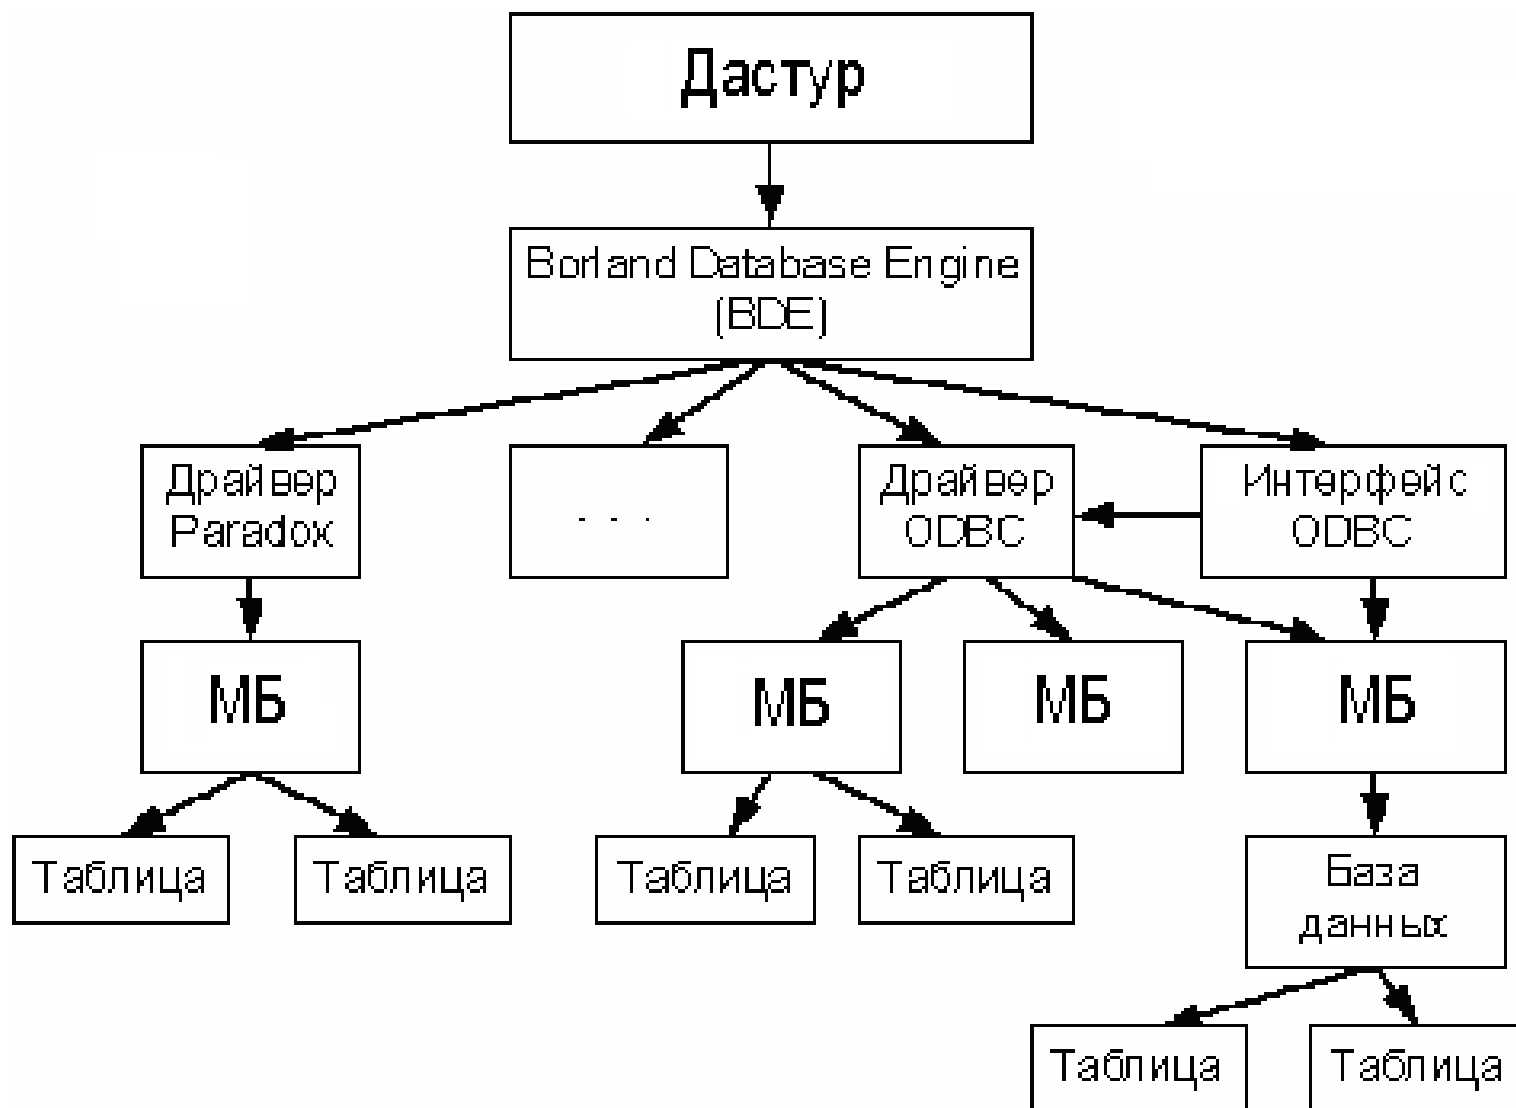 Дастур
Borland Database Engine
(BDE)
Драйвер
Paradox
. . .
Драйвер
ODBC
Интерфейс
ODBC
МБ
МБ
МБ
МБ
Таблица
Таблица
Таблица
Таблица
База
данных
Таблица
Таблица